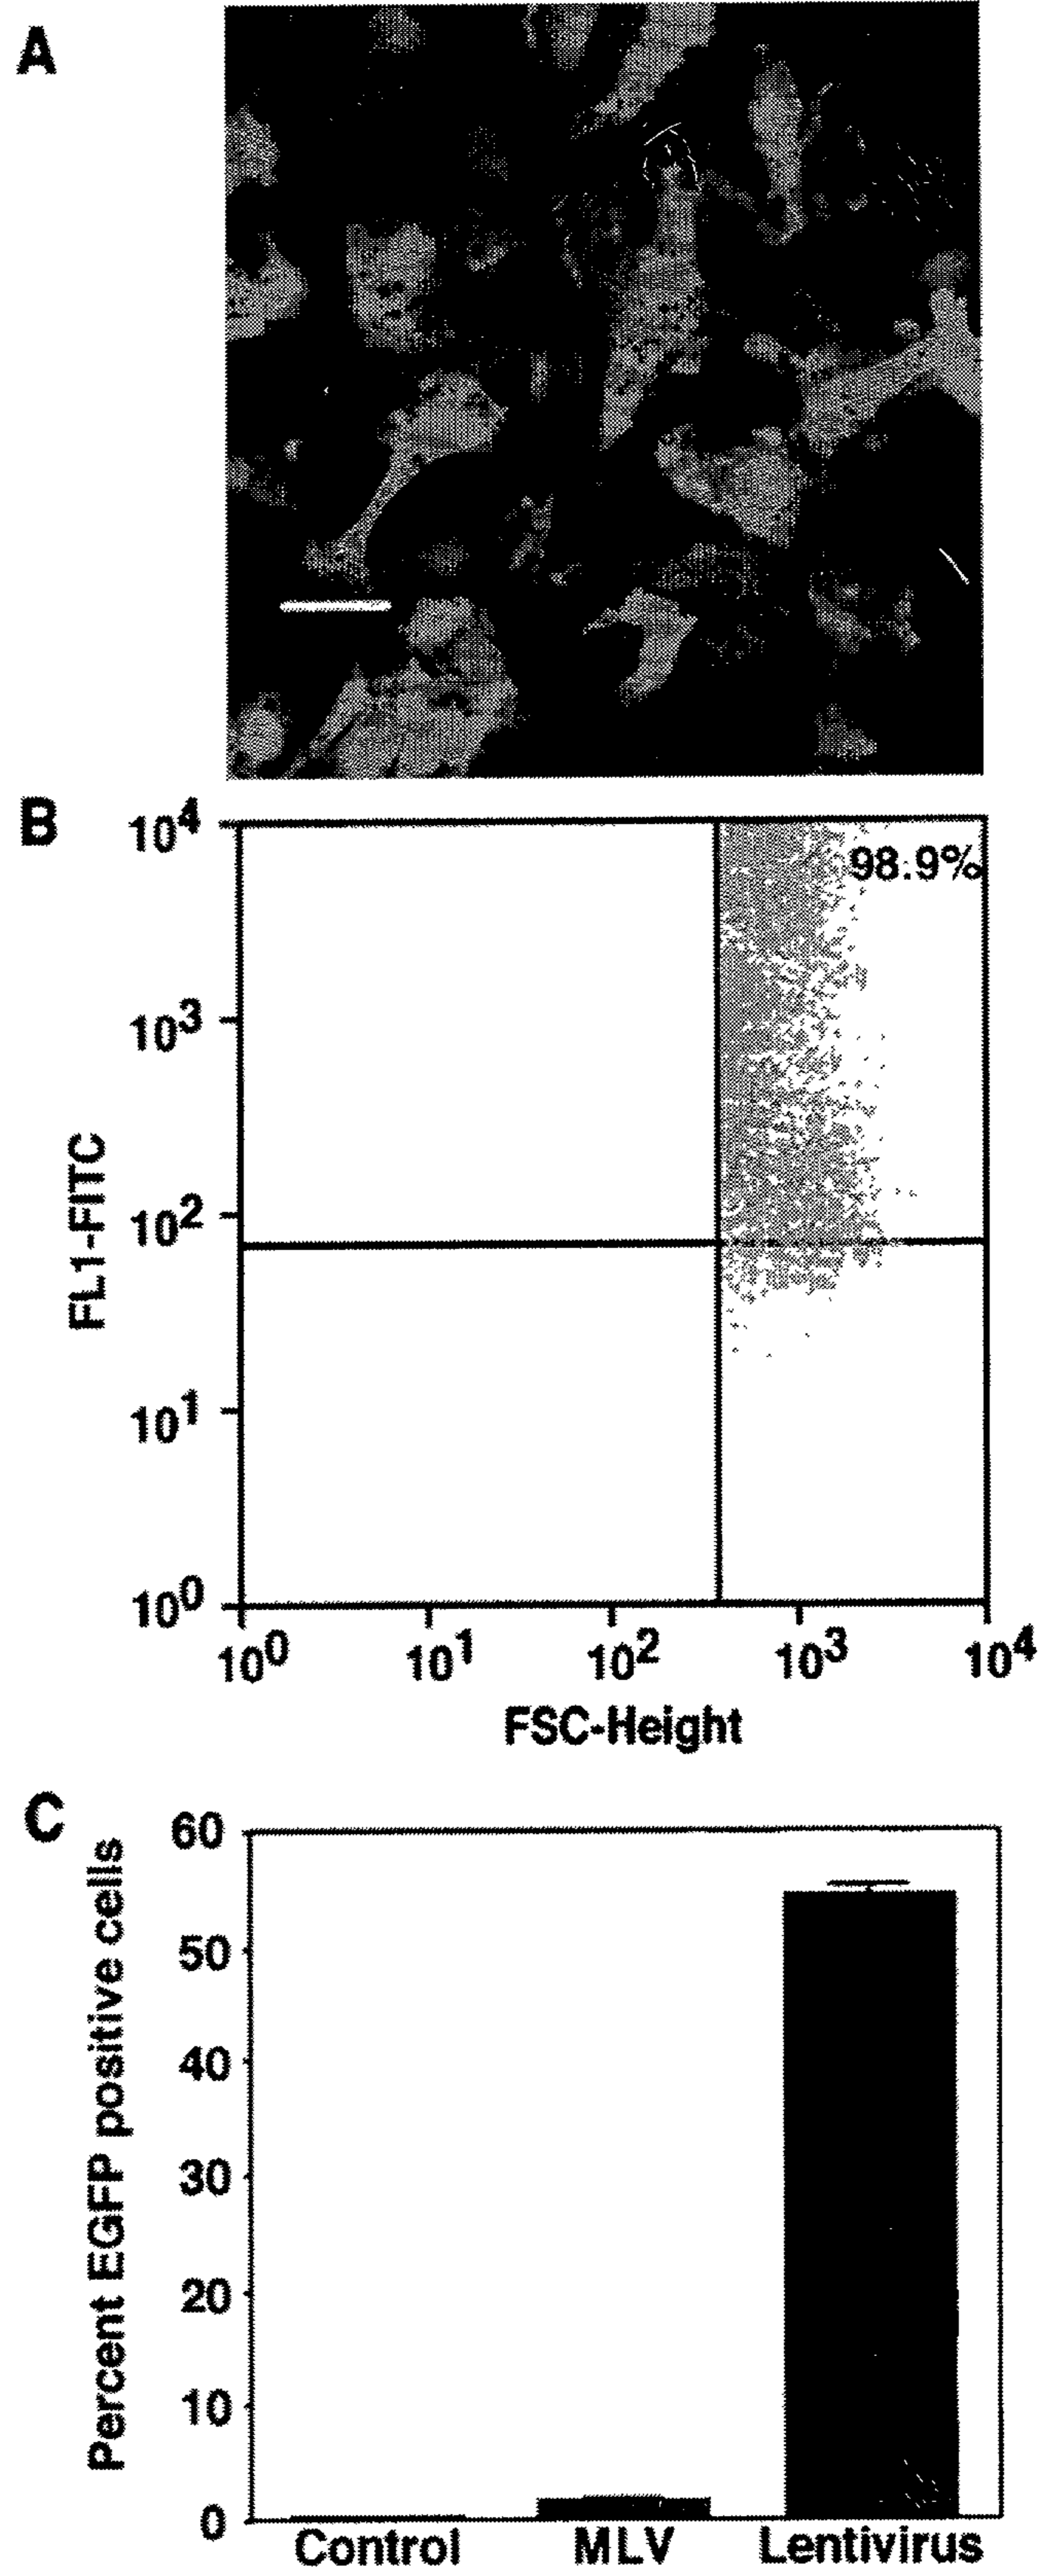 A
B
10⁴
98.9%
10³
10²
10¹
10⁰
FL1-FITC
10⁰ 10¹ 10² 10³ 10⁴
FSC-Height
C
60
50
40
30
20
10
0
Percent EGFP positive cells
Control MLV Lentivirus